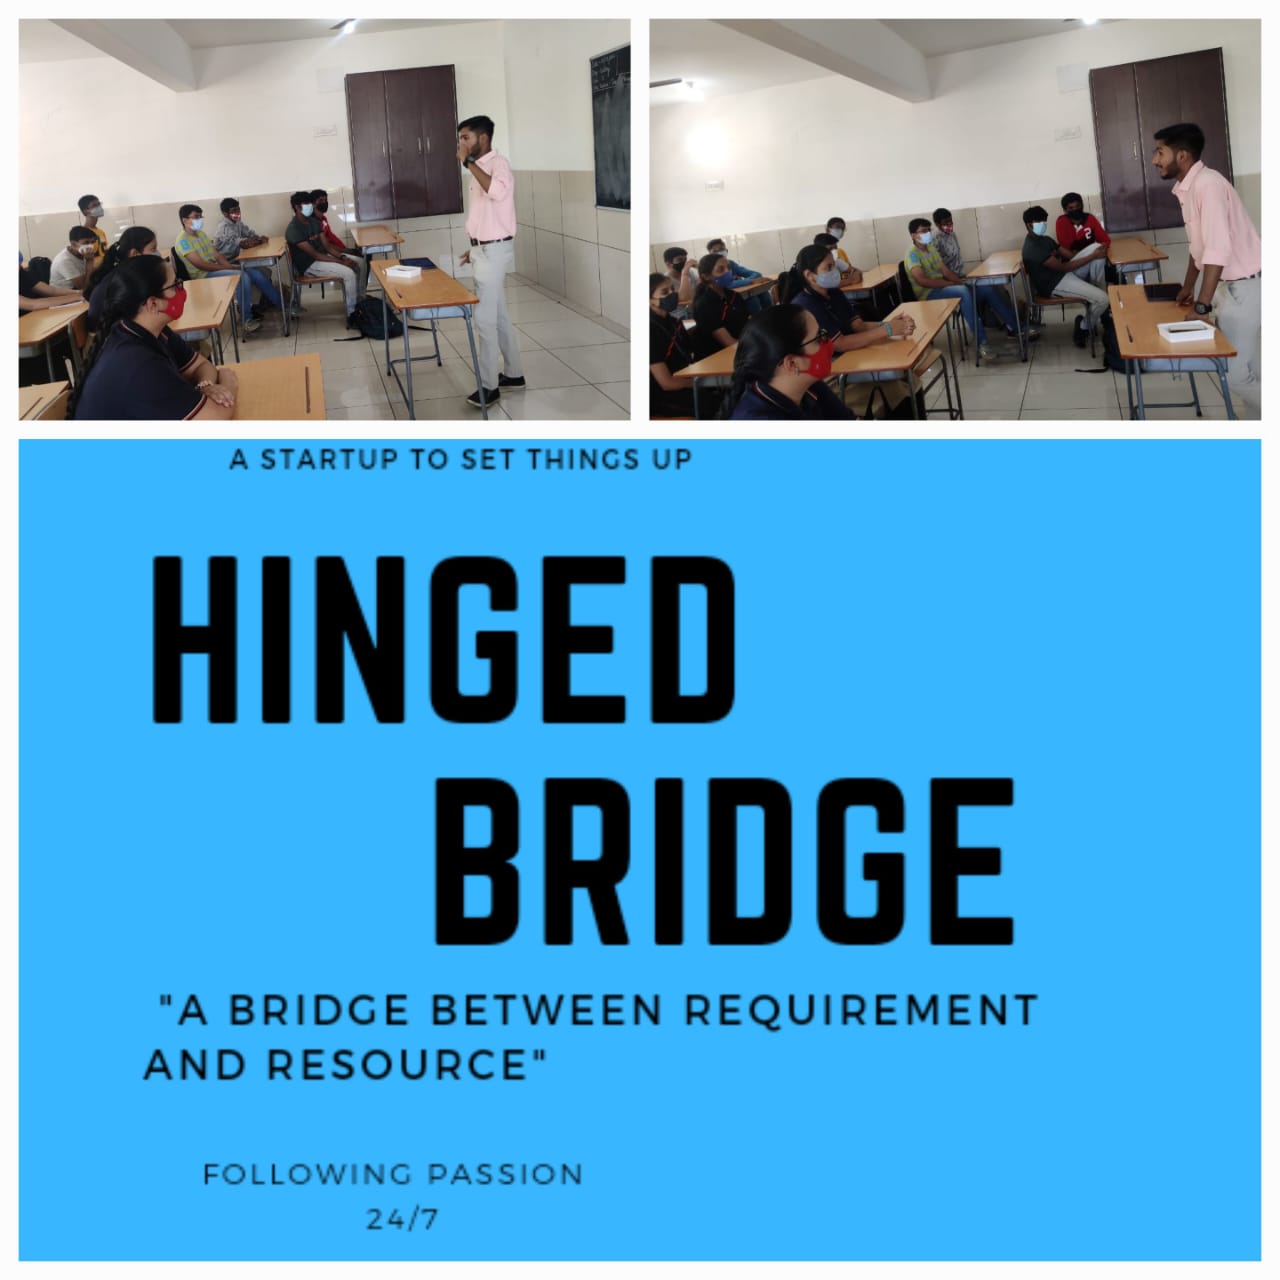 A STARTUP TO SET THINGS UP
HINGED
BRIDGE
"A BRIDGE BETWEEN REQUIREMENT
AND RESOURCE"
FOLLOWING PASSION
24/7